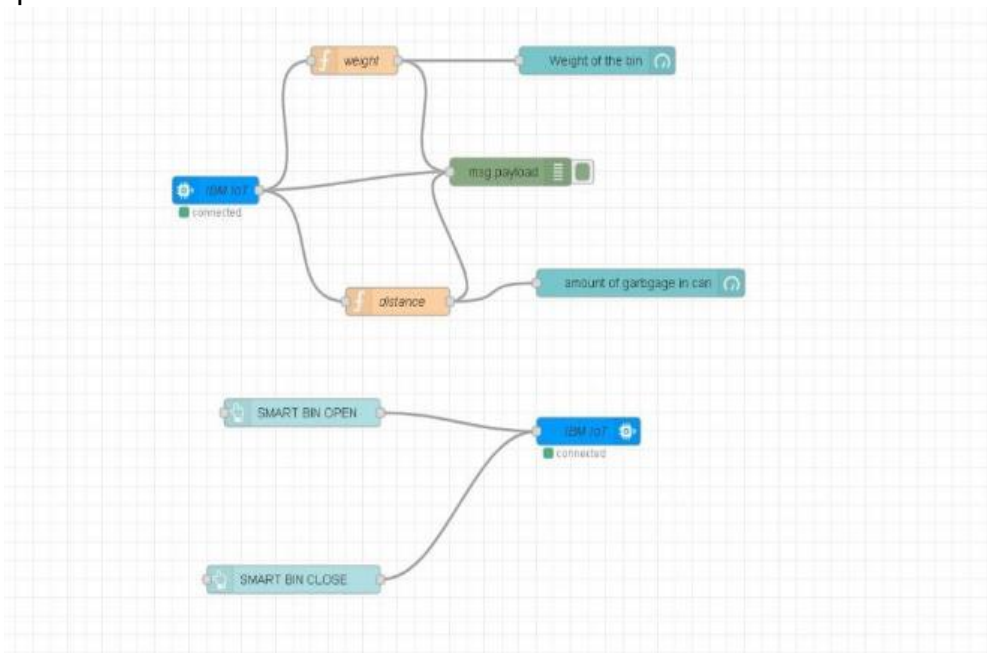 weight
Weight of the bin
msg.payload
IBM IoT
connected
amount of garbgage in can
distance
SMART BIN OPEN
IBM IoT
connected
SMART BIN CLOSE